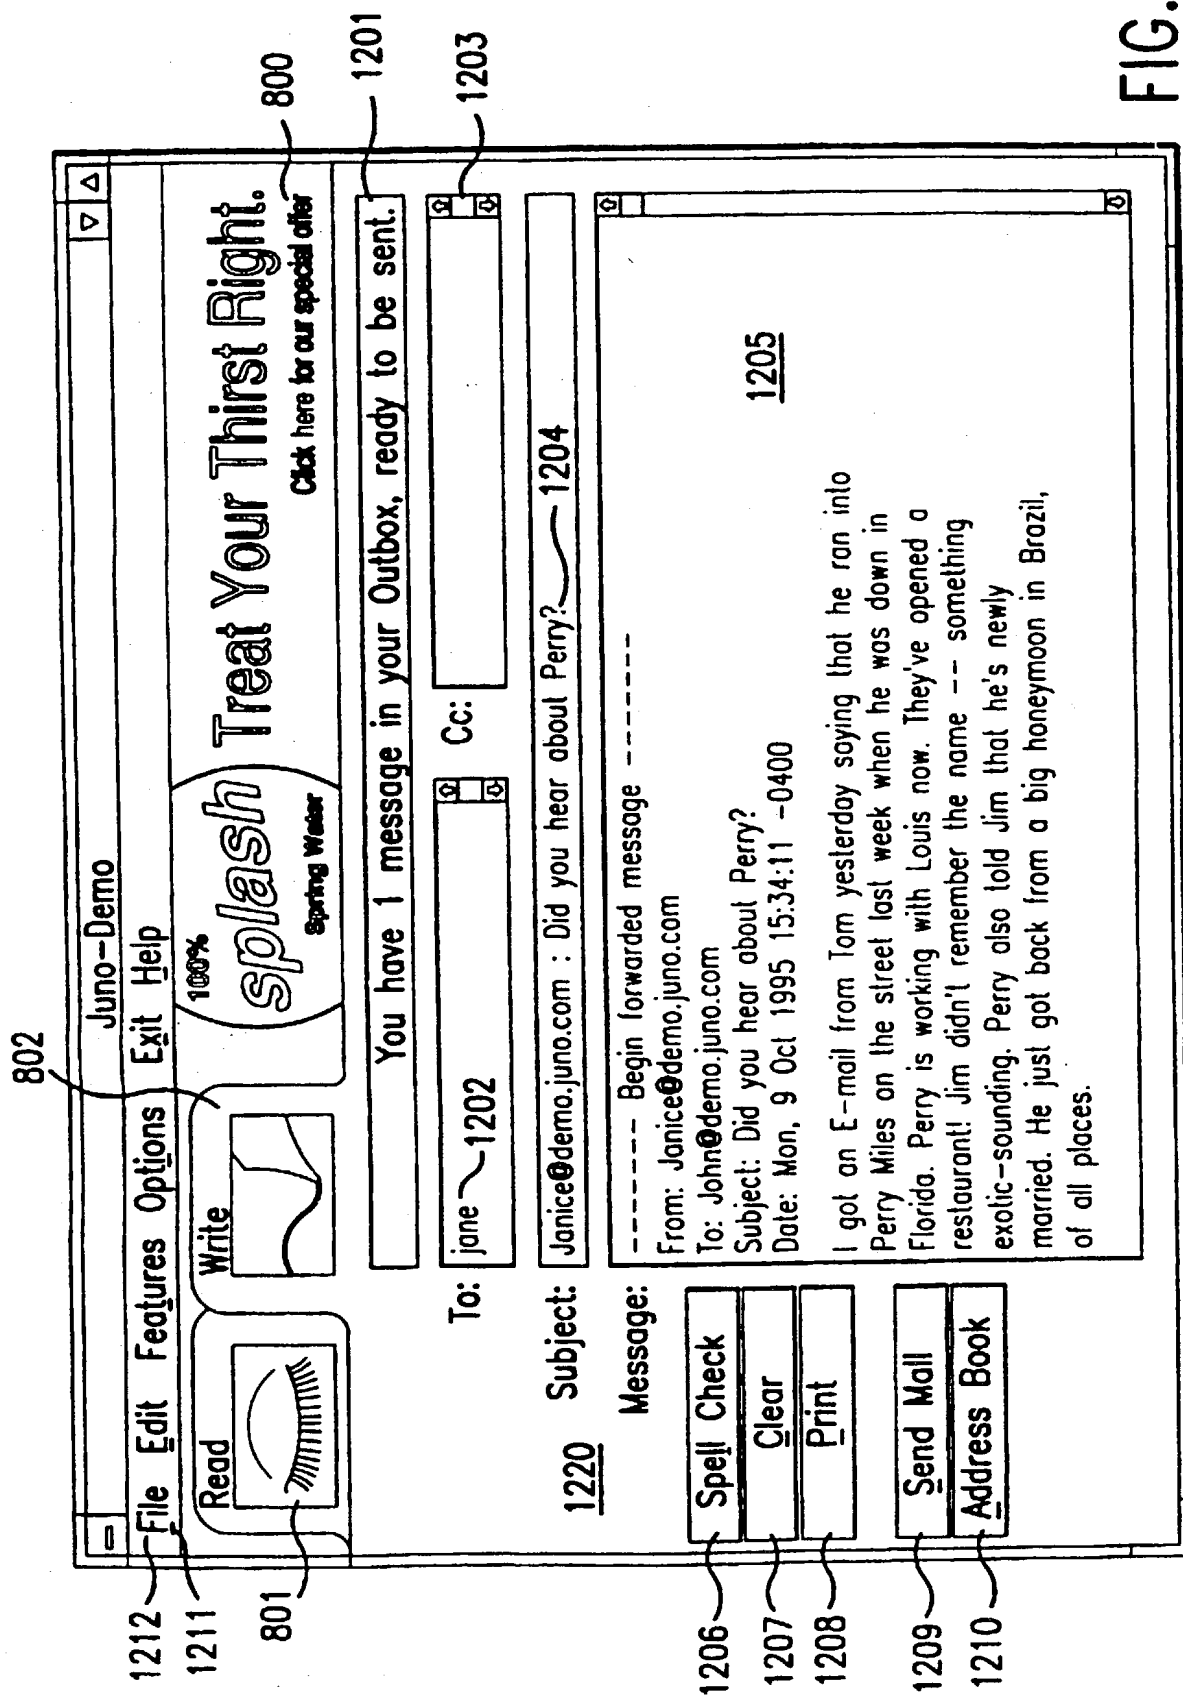 802
Juno-Demo
1212
File Edit Features Options Exit Help
1211
Read
Write
100%
splash
Spring Water
Treat Your Thirst Right.
Click here for our special offer
800
801
You have 1 message in your Outbox, ready to be sent.
1201
To: jane 1202
Cc:
1203
1220
Subject: Janice@demo.juno.com : Did you hear about Perry? 1204
Message:
------ Begin forwarded message -------
From: Janice@demo.juno.com
To: John@demo.juno.com
Subject: Did you hear about Perry?
Date: Mon, 9 Oct 1995 15:34:11 -0400
1205
I got an E-mail from Tom yesterday saying that he ran into
Perry Miles on the street last week when he was down in
Florida. Perry is working with Louis now. They've opened a
restaurant! Jim didn't remember the name -- something
exotic-sounding. Perry also told Jim that he's newly
married. He just got back from a big honeymoon in Brazil,
of all places.
1206 Spell Check
1207 Clear
1208 Print
1209 Send Mail
1210 Address Book
FIG.